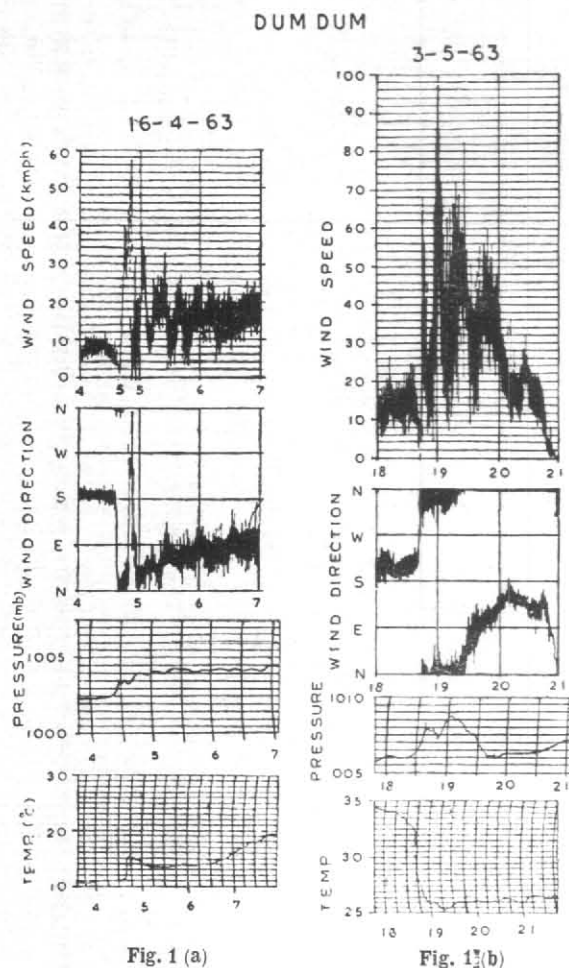 DUM DUM
16-4-63
WIND SPEED (Kmph)
60
50
40
30
20
10
0
4 5 5 6 7
WIND DIRECTION
N
W
S
E
N
4 5 6 7
PRESSURE (mb)
1005
1000
4 5 6 7
TEMP. (°C)
30
20
10
4 5 6 7
Fig. 1 (a)
3-5-63
WIND SPEED
100
90
80
70
60
50
40
30
20
10
0
18 19 20 21
WIND DIRECTION
N
W
S
E
N
18 19 20 21
PRESSURE
1010
005
18 19 20 21
TEMP
35
30
25
18 19 20 21
Fig. 1 (b)